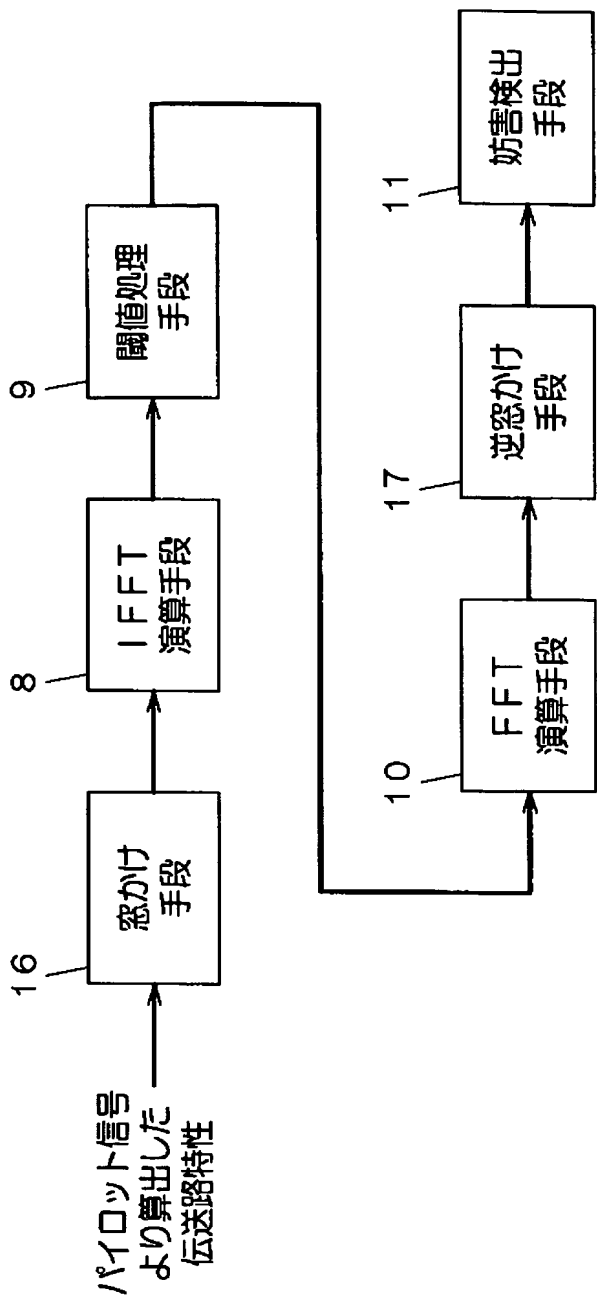 パイロット信号
より算出した
伝送路特性
16
窓かけ
手段
8
ＩＦＦＴ
演算手段
9
閾値処理
手段
10
ＦＦＴ
演算手段
17
逆窓かけ
手段
11
妨害検出
手段